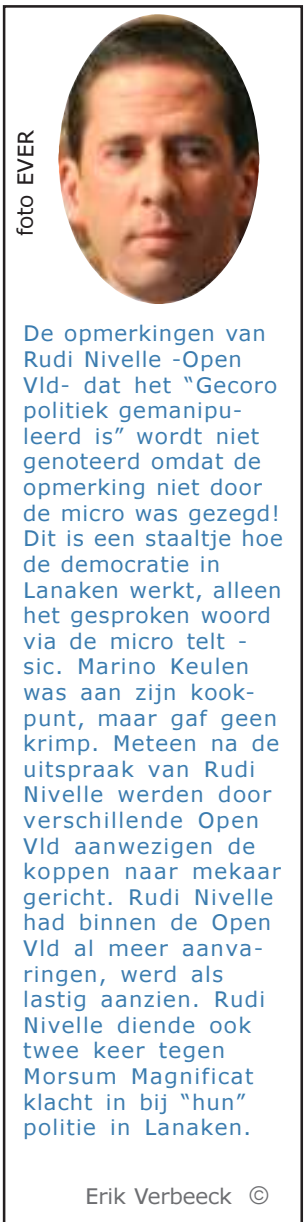 foto EVER
De opmerkingen van
Rudi Nivelle -Open
Vld- dat het “Gecoro
politiek gemanipu-
leerd is” wordt niet
genoteerd omdat de
opmerking niet door
de micro was gezegd!
Dit is een staaltje hoe
de democratie in
Lanaken werkt, alleen
het gesproken woord
via de micro telt -
sic. Marino Keulen
was aan zijn kook-
punt, maar gaf geen
krimp. Meteen na de
uitspraak van Rudi
Nivelle werden door
verschillende Open
Vld aanwezigen de
koppen naar mekaar
gericht. Rudi Nivelle
had binnen de Open
Vld al meer aanva-
ringen, werd als
lastig aanzien. Rudi
Nivelle diende ook
twee keer tegen
Morsum Magnificat
klacht in bij “hun”
politie in Lanaken.
Erik Verbeeck ©